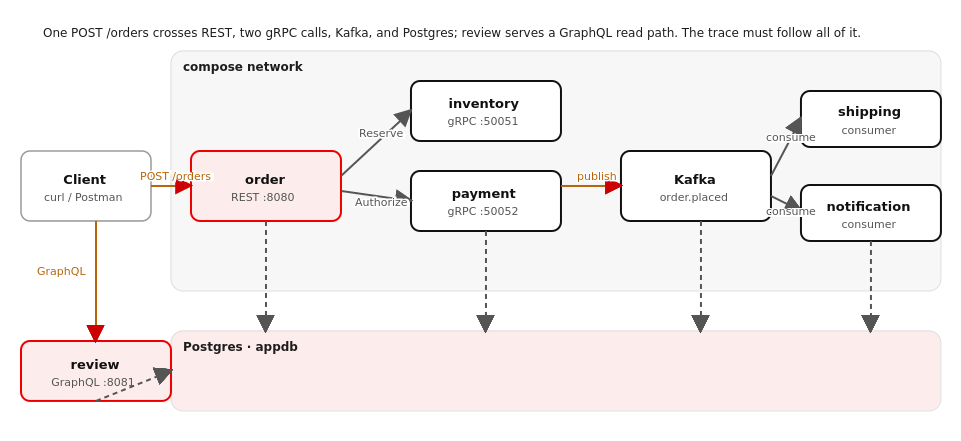 One POST /orders crosses REST, two gRPC calls, Kafka, and Postgres; review serves a GraphQL read path. The trace must follow all of it.
compose network
inventory
gRPC :50051
shipping
consumer
Reserve
consume
Client
curl / Postman
POST /orders
order
REST :8080
Authorize
payment
gRPC :50052
publish
Kafka
order.placed
consume
notification
consumer
GraphQL
Postgres · appdb
review
GraphQL :8081